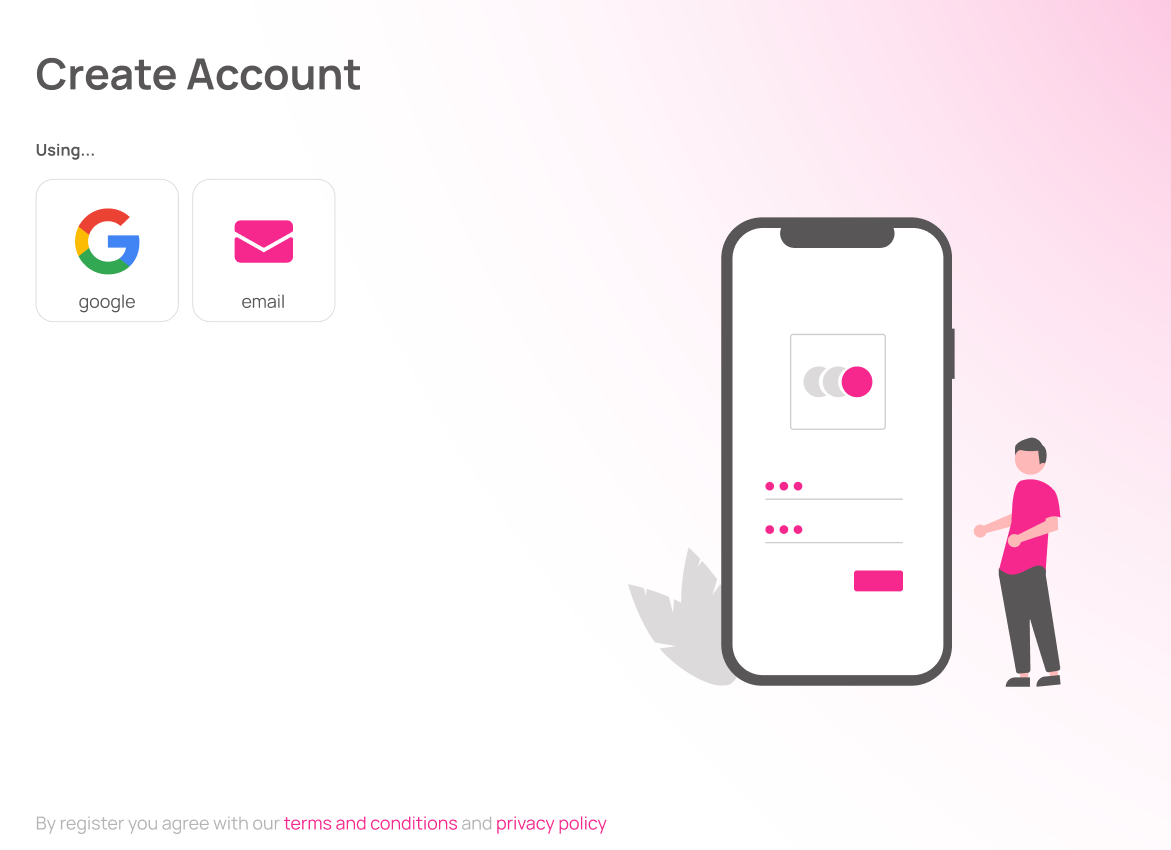 Create Account
Using...
google
email
By register you agree with our terms and conditions and privacy policy